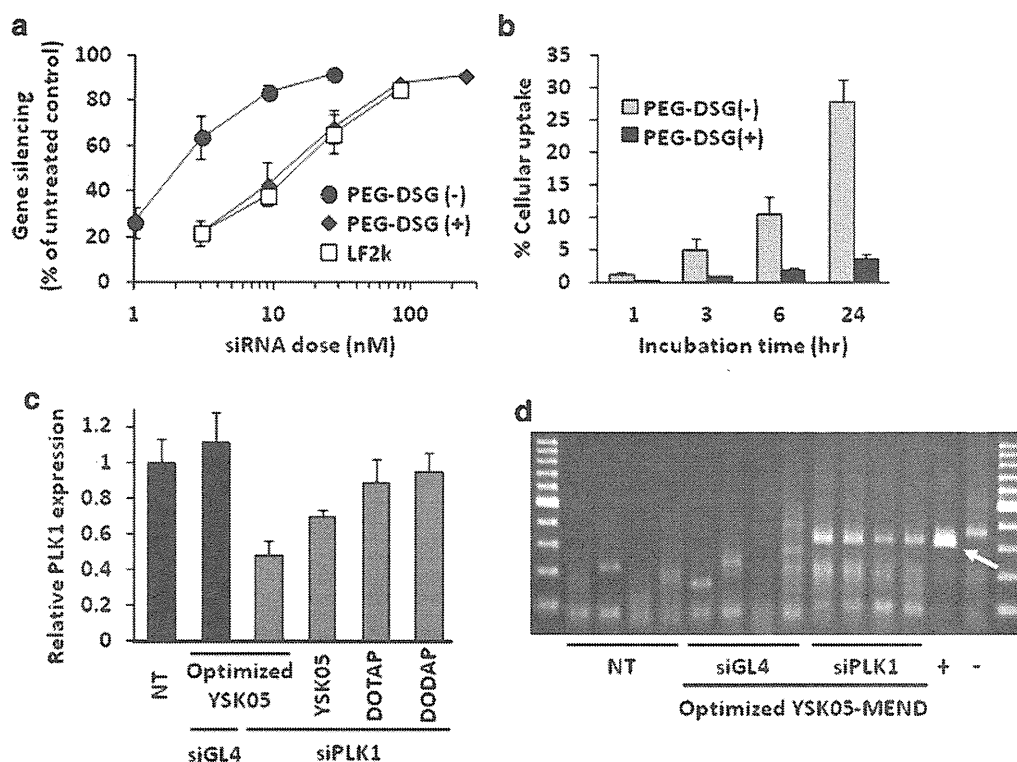 a
Gene silencing
(% of untreated control)
100
80
60
40
20
0
PEG-DSG (-)
PEG-DSG (+)
LF2k
1
10
100
siRNA dose (nM)
b
% Cellular uptake
35
30
25
20
15
10
5
0
PEG-DSG(-)
PEG-DSG(+)
1
3
6
24
Incubation time (hr)
c
Relative PLK1 expression
1.2
1
0.8
0.6
0.4
0.2
0
NT
Optimized
YSK05
YSK05
DOTAP
DODAP
siGL4
siPLK1
d
NT
siGL4
siPLK1
+
-
Optimized YSK05-MEND